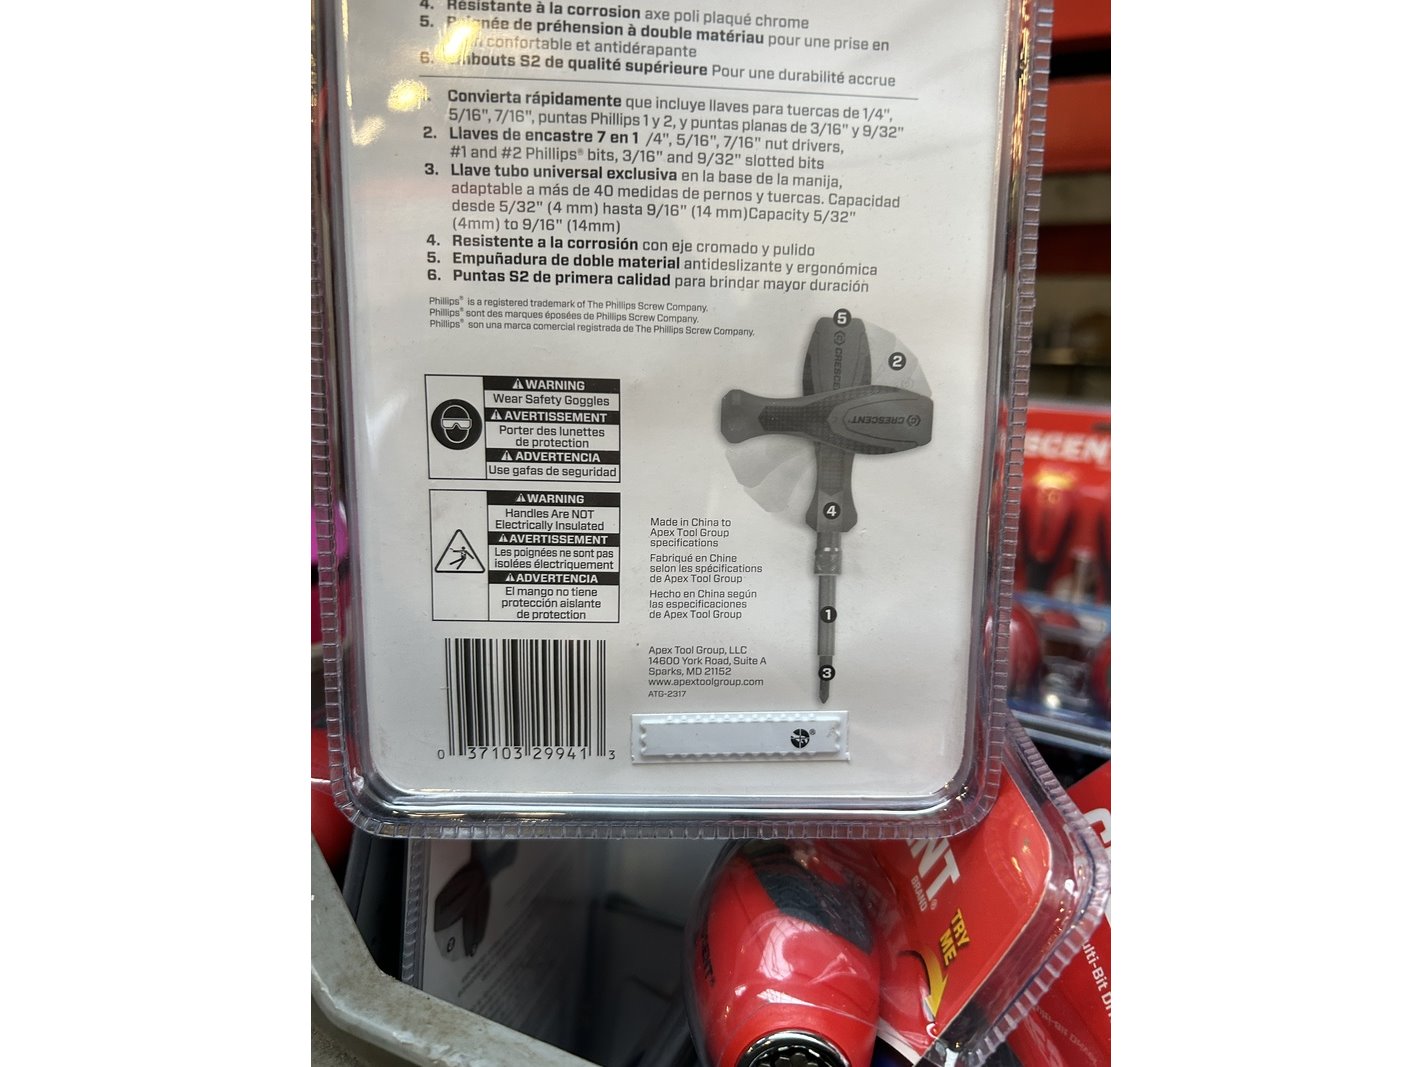 4. Résistante à la corrosion axe poli plaqué chrome
5. Poignée de préhension à double matériau pour une prise en
confortable et antidérapante
6. Embouts S2 de qualité supérieure Pour une durabilité accrue
1. Convierta rápidamente que incluye llaves para tuercas de 1/4",
5/16", 7/16", puntas Phillips 1 y 2, y puntas planas de 3/16" y 9/32"
2. Llaves de encastre 7 en 1 /4", 5/16", 7/16" nut drivers,
#1 and #2 Phillips® bits, 3/16" and 9/32" slotted bits
3. Llave tubo universal exclusiva en la base de la manija,
adaptable a más de 40 medidas de pernos y tuercas. Capacidad
desde 5/32" (4 mm) hasta 9/16" (14 mm)Capacity 5/32"
(4mm) to 9/16" (14mm)
4. Resistente a la corrosión con eje cromado y pulido
5. Empuñadura de doble material antideslizante y ergonómica
6. Puntas S2 de primera calidad para brindar mayor duración
Phillips® is a registered trademark of The Phillips Screw Company.
Phillips® sont des marques éposées de Phillips Screw Company.
Phillips® son una marca comercial registrada de The Phillips Screw Company.
WARNING
Wear Safety Goggles
AVERTISSEMENT
Porter des lunettes
de protection
ADVERTENCIA
Use gafas de seguridad
WARNING
Handles Are NOT
Electrically Insulated
AVERTISSEMENT
Les poignées ne sont pas
isolées électriquement
ADVERTENCIA
El mango no tiene
protección aislante
de protection
5
2
CRESCENT
CRESCENT®
4
1
3
Made in China to
Apex Tool Group
specifications
Fabriqué en Chine
selon les spécifications
de Apex Tool Group
Hecho en China según
las especificaciones
de Apex Tool Group
Apex Tool Group, LLC
14600 York Road, Suite A
Sparks, MD 21152
www.apextoolgroup.com
ATG-2317
0 37103 29941 3
®
SCEN
NT®
BRAND
TRY
ME
ulti-Bit Dr